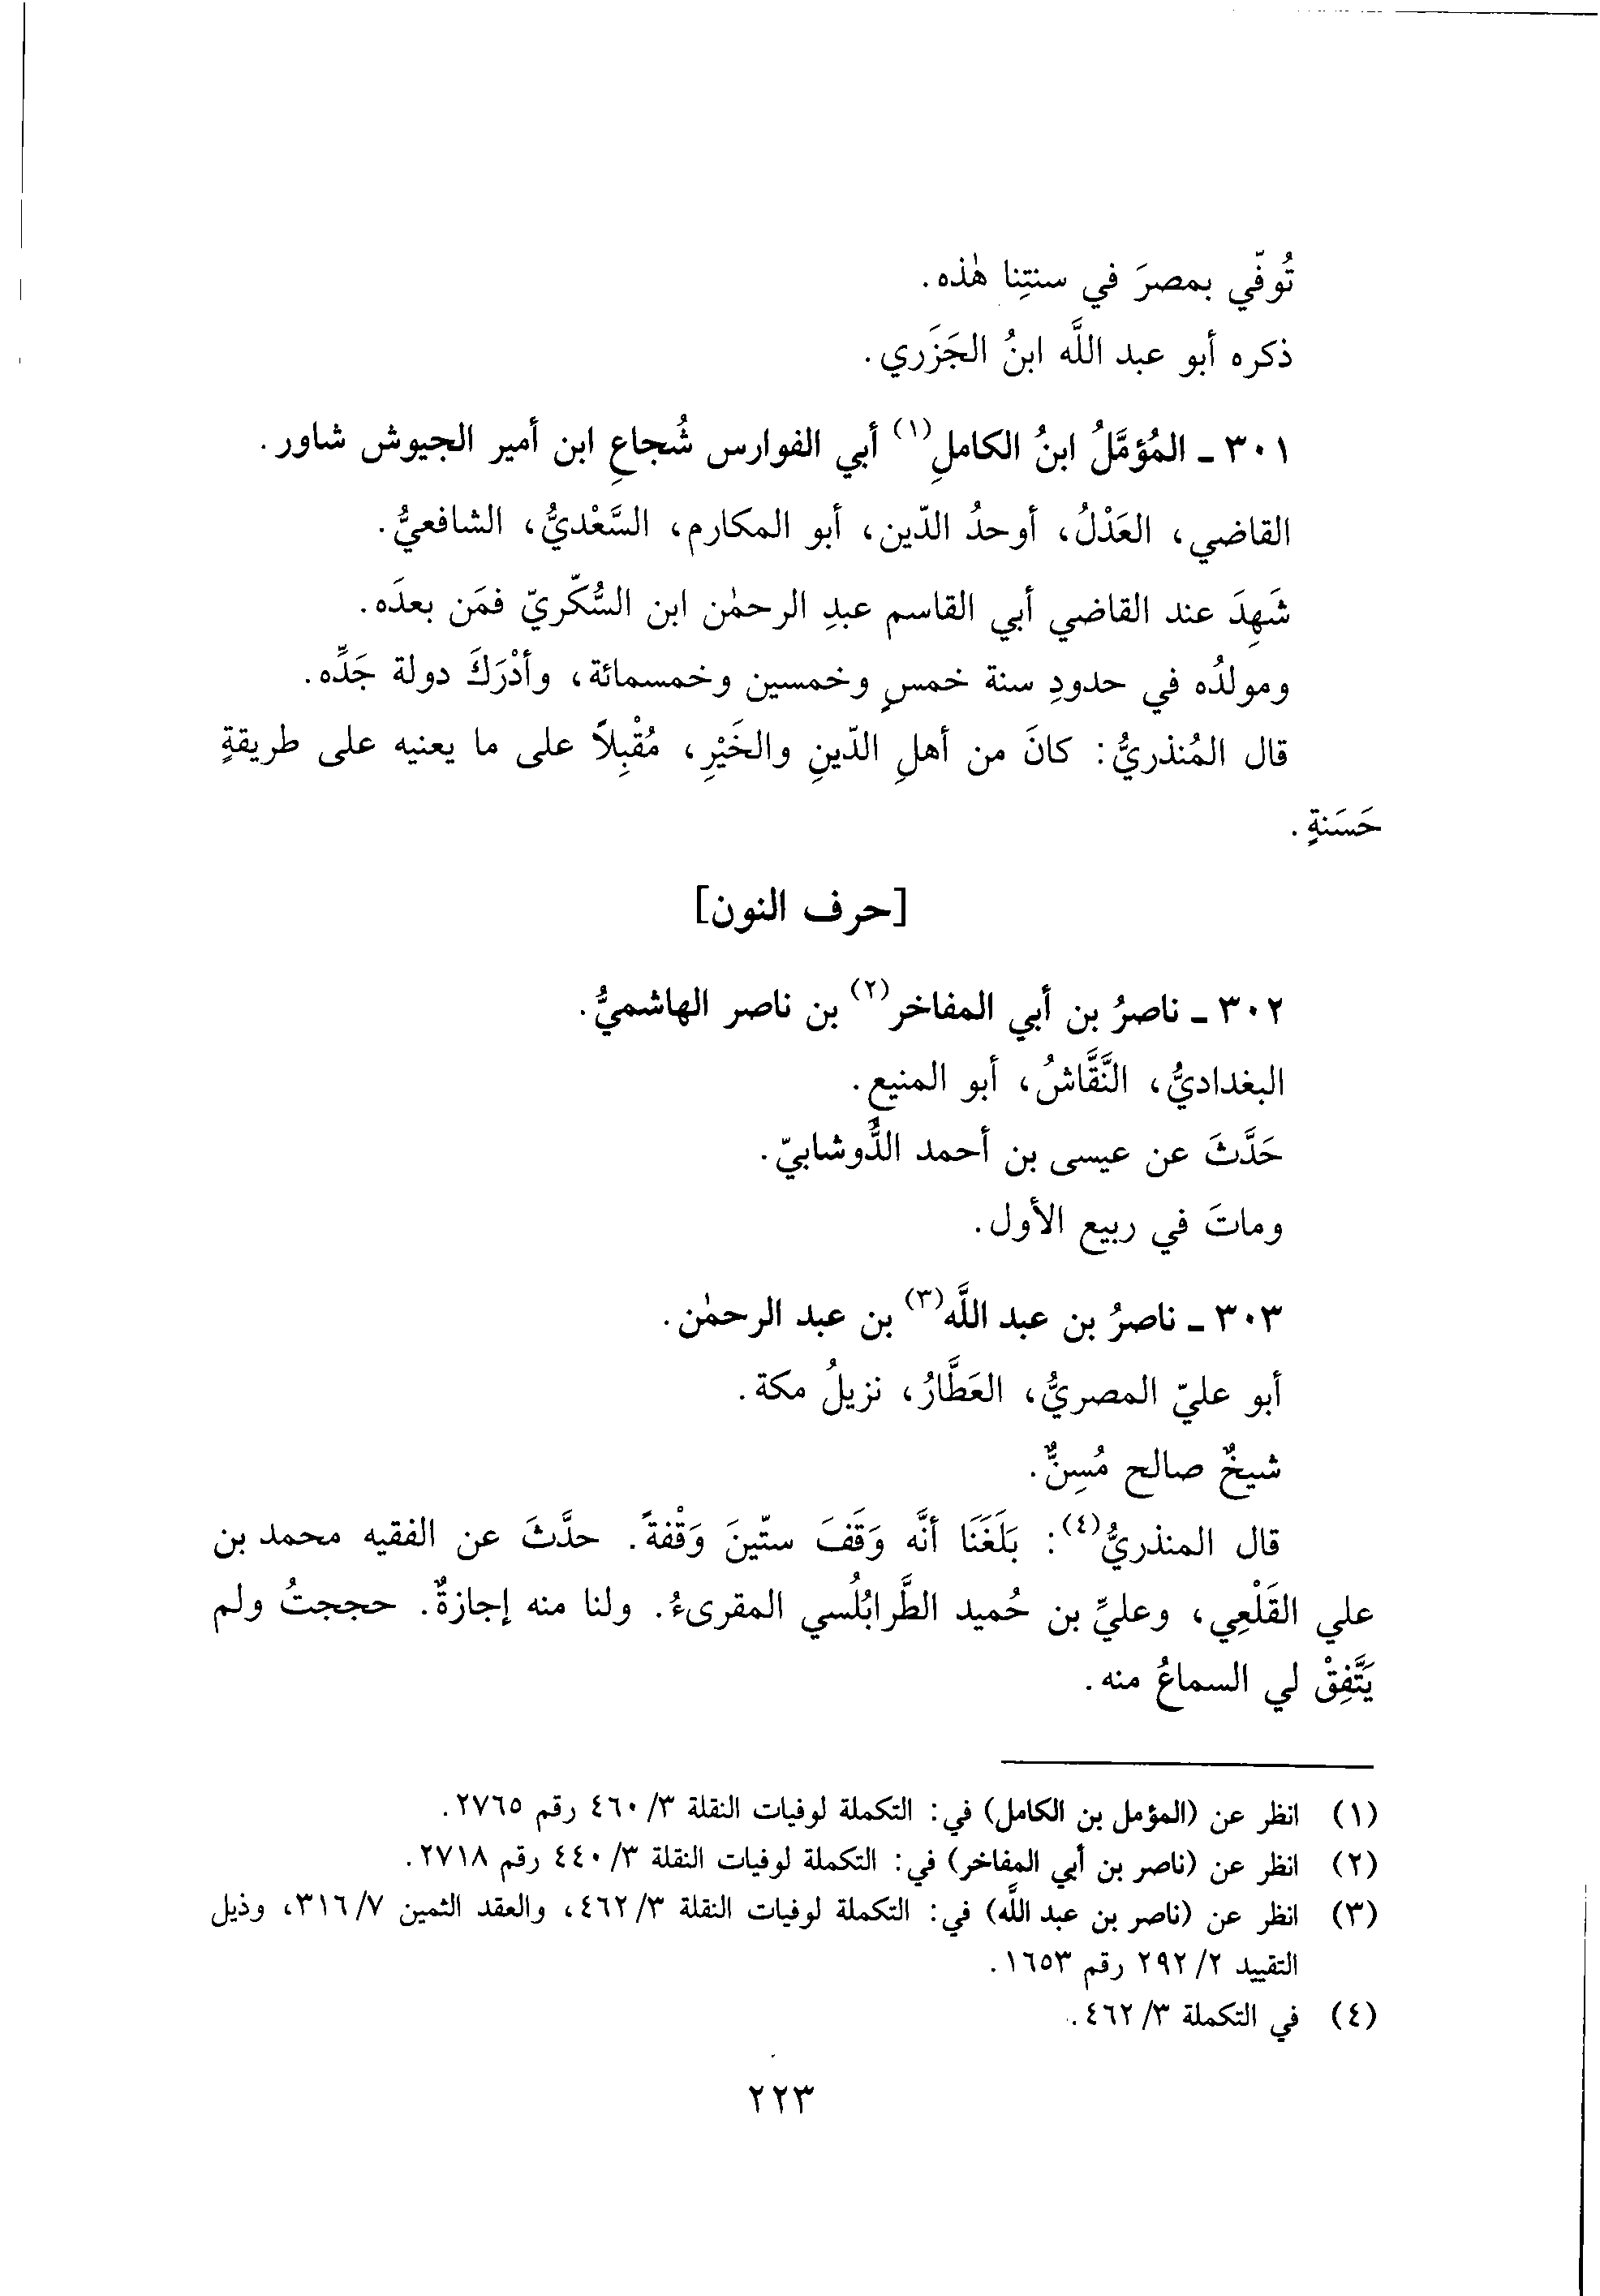 تُوفّي بمصرَ في سنتِنا هٰذه.
ذكره أبو عبد اللَّه ابنُ الجَزَري.
٣٠١ ـ المُؤمَّلُ ابنُ الكاملِ(١) أبي الفوارس شُجاعِ ابن أمير الجيوش شاور.
القاضي، العَدْلُ، أوحدُ الدّين، أبو المكارم، السَّعْديُّ، الشافعيُّ.
شَهِدَ عند القاضي أبي القاسم عبدِ الرحمٰن ابن السُّكّريّ فمَن بعدَه.
ومولدُه في حدودِ سنة خمسٍ وخمسين وخمسمائة، وأدْرَكَ دولة جَدِّه.
قال المُنذريُّ: كانَ من أهلِ الدّينِ والخَيْرِ، مُقْبِلاً على ما يعنيه على طريقةٍ
حَسَنةٍ.
[حرف النون]
٣٠٢ ـ ناصرُ بن أبي المفاخر(٢) بن ناصر الهاشميُّ.
البغداديُّ، النَّقَّاشُ، أبو المنيع.
حَدَّثَ عن عيسى بن أحمد الدُّوشابيّ.
وماتَ في ربيع الأول.
٣٠٣ ـ ناصرُ بن عبد اللَّه(٣) بن عبد الرحمٰن.
أبو عليّ المصريُّ، العَطَّارُ، نزيلُ مكة.
شيخٌ صالح مُسِنٌّ.
قال المنذريُّ(٤): بَلَغَنَا أنَّه وَقَفَ ستّينَ وَقْفةً. حدَّثَ عن الفقيه محمد بن
علي القَلْعِي، وعليِّ بن حُميد الطَّرابُلُسي المقرىءُ. ولنا منه إجازةٌ. حججتُ ولم
يَتَّفِقْ لي السماعُ منه.
(١) انظر عن (المؤمل بن الكامل) في: التكملة لوفيات النقلة ٣/ ٤٦٠ رقم ٢٧٦٥.
(٢) انظر عن (ناصر بن أبي المفاخر) في: التكملة لوفيات النقلة ٣/ ٤٤٠ رقم ٢٧١٨.
(٣) انظر عن (ناصر بن عبد اللَّه) في: التكملة لوفيات النقلة ٣/ ٤٦٢، والعقد الثمين ٧/ ٣١٦، وذيل
التقييد ٢/ ٢٩٢ رقم ١٦٥٣.
(٤) في التكملة ٣/ ٤٦٢.
٢٢٣